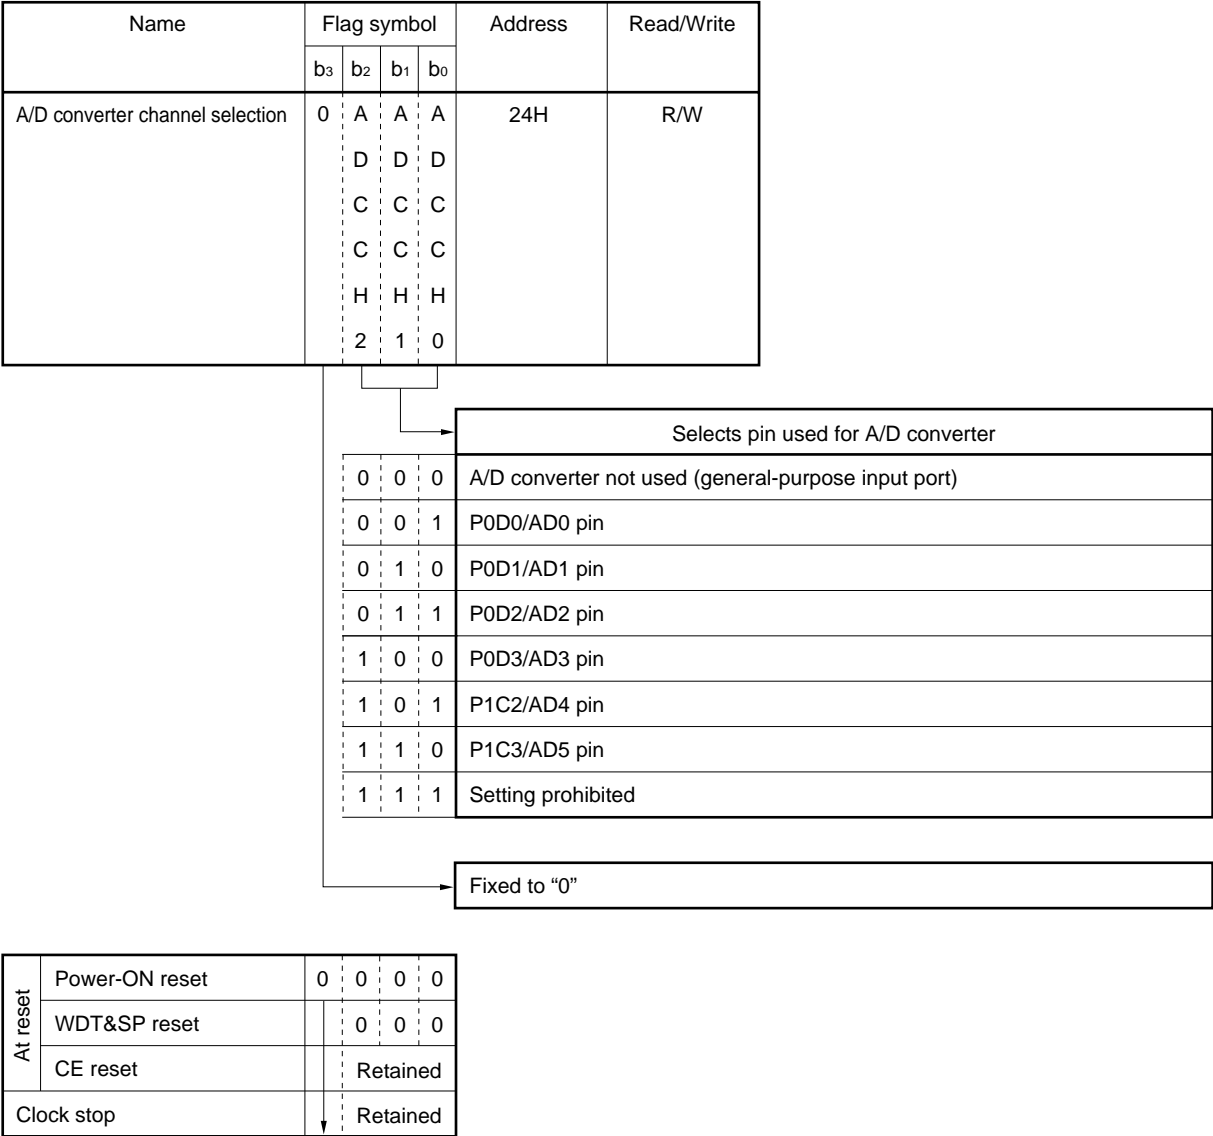 Name Flag symbol Address Read/Write
b3 b2 b1 b0
A/D converter channel selection 0 A A A 24H R/W
D D D
C C C
C C C
H H H
2 1 0
Selects pin used for A/D converter
0 0 0 A/D converter not used (general-purpose input port)
0 0 1 P0D0/AD0 pin
0 1 0 P0D1/AD1 pin
0 1 1 P0D2/AD2 pin
1 0 0 P0D3/AD3 pin
1 0 1 P1C2/AD4 pin
1 1 0 P1C3/AD5 pin
1 1 1 Setting prohibited
Fixed to “0”
At reset
Power-ON reset 0 0 0 0
WDT&SP reset 0 0 0
CE reset Retained
Clock stop Retained